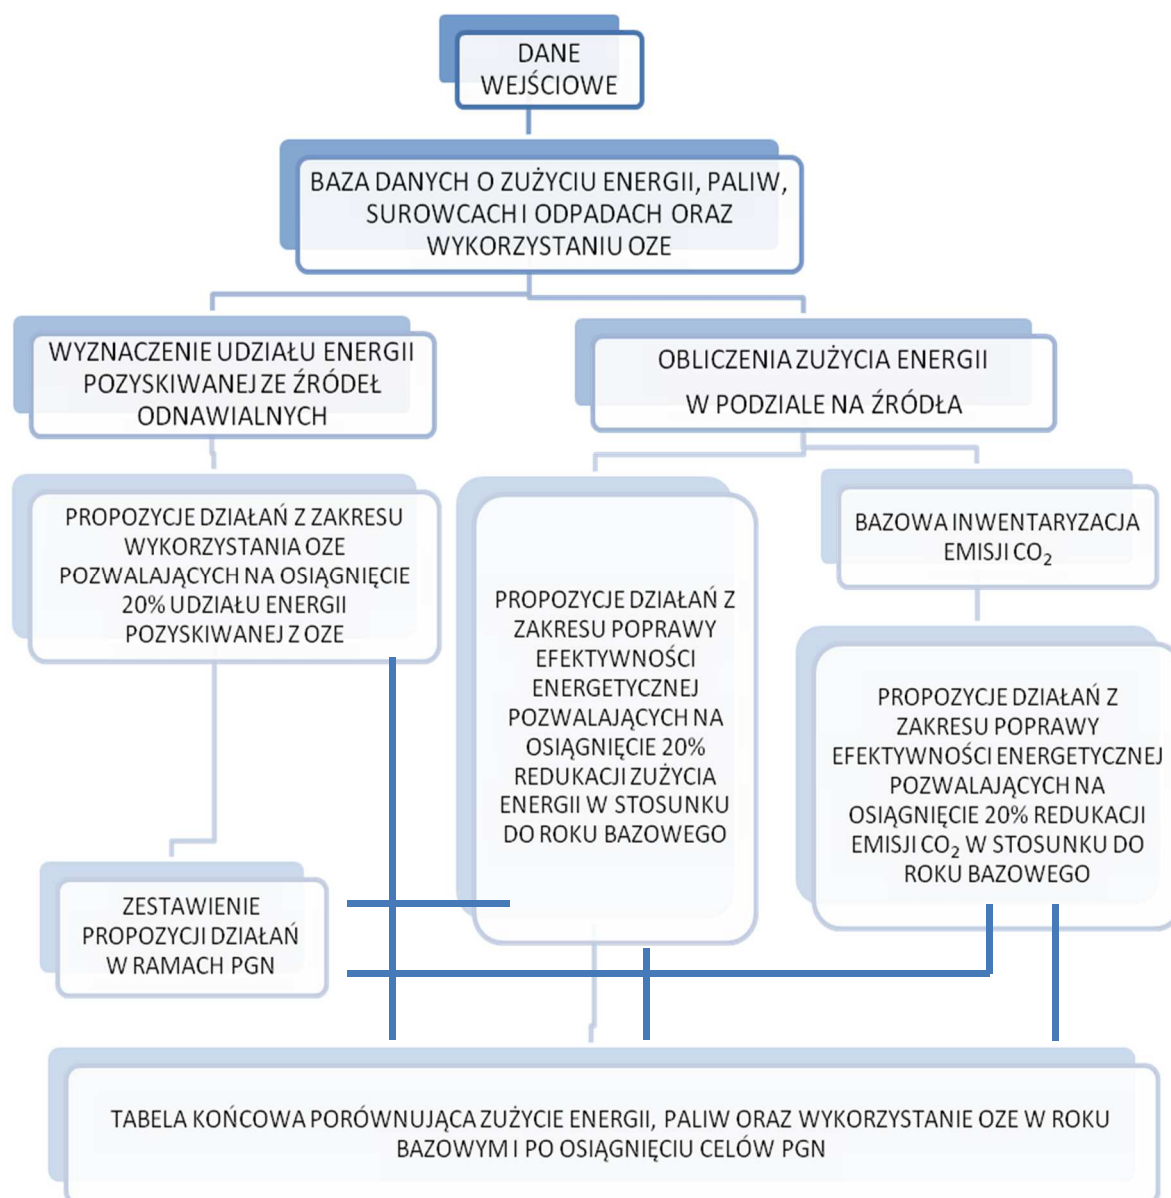 DANE
WEJŚCIOWE
BAZA DANYCH O ZUŻYCIU ENERGII, PALIW,
SUROWCACH I ODPADACH ORAZ
WYKORZYSTANIU OZE
WYZNACZENIE UDZIAŁU ENERGII
POZYSKIWANEJ ZE ŹRÓDEŁ
ODNAWIALNYCH
OBLICZENIA ZUŻYCIA ENERGII
W PODZIALE NA ŹRÓDŁA
PROPOZYCJE DZIAŁAŃ Z ZAKRESU
WYKORZYSTANIA OZE
POZWALAJĄCYCH NA OSIĄGNIĘCIE
20% UDZIAŁU ENERGII
POZYSKIWANEJ Z OZE
PROPOZYCJE DZIAŁAŃ Z
ZAKRESU POPRAWY
EFEKTYWNOŚCI
ENERGETYCZNEJ
POZWALAJĄCYCH NA
OSIĄGNIĘCIE 20%
REDUKACJI ZUŻYCIA
ENERGII W STOSUNKU
DO ROKU BAZOWEGO
BAZOWA INWENTARYZACJA
EMISJI CO₂
PROPOZYCJE DZIAŁAŃ Z
ZAKRESU POPRAWY
EFEKTYWNOŚCI ENERGETYCZNEJ
POZWALAJĄCYCH NA
OSIĄGNIĘCIE 20% REDUKACJI
EMISJI CO₂ W STOSUNKU DO
ROKU BAZOWEGO
ZESTAWIENIE
PROPOZYCJI DZIAŁAŃ
W RAMACH PGN
TABELA KOŃCOWA PORÓWNUJĄCA ZUŻYCIE ENERGII, PALIW ORAZ WYKORZYSTANIE OZE W ROKU
BAZOWYM I PO OSIĄGNIĘCIU CELÓW PGN